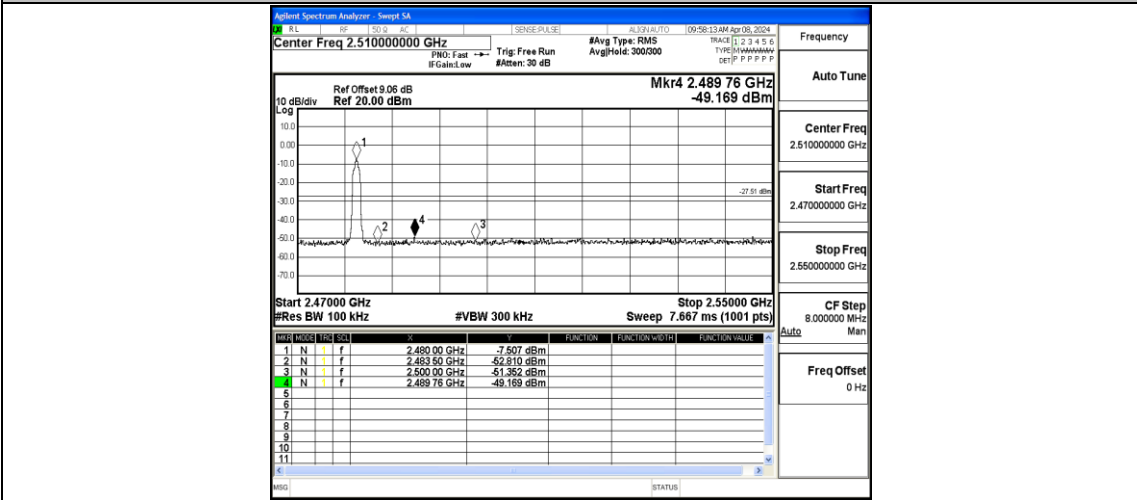 Agilent Spectrum Analyzer - Swept SA
RL RF 50 Ω AC SENSE:PULSE ALIGN AUTO 09:58:13 AM Apr 08, 2024
Center Freq 2.510000000 GHz
PNO: Fast
IFGain:Low
Trig: Free Run
#Atten: 30 dB
#Avg Type: RMS
Avg|Hold: 300/300
TRACE 1 2 3 4 5 6
TYPE MWWWWW
DET P P P P P P
Frequency
Auto Tune
Ref Offset 9.06 dB
10 dB/div Ref 20.00 dBm
Log
Mkr4 2.489 76 GHz
-49.169 dBm
10.0
0.00
-10.0
-20.0
-30.0
-40.0
-50.0
-60.0
-70.0
1
2
4
3
-27.51 dBm
Center Freq
2.510000000 GHz
Start Freq
2.470000000 GHz
Stop Freq
2.550000000 GHz
Start 2.47000 GHz Stop 2.55000 GHz
#Res BW 100 kHz #VBW 300 kHz Sweep 7.667 ms (1001 pts)
CF Step
8.000000 MHz
Auto Man
Freq Offset
0 Hz
MKR MODE TRC SCL X Y FUNCTION FUNCTION WIDTH FUNCTION VALUE
1 N 1 f 2.480 00 GHz -7.507 dBm
2 N 1 f 2.483 50 GHz -52.810 dBm
3 N 1 f 2.500 00 GHz -51.352 dBm
4 N 1 f 2.489 76 GHz -49.169 dBm
5
6
7
8
9
10
11
MSG STATUS